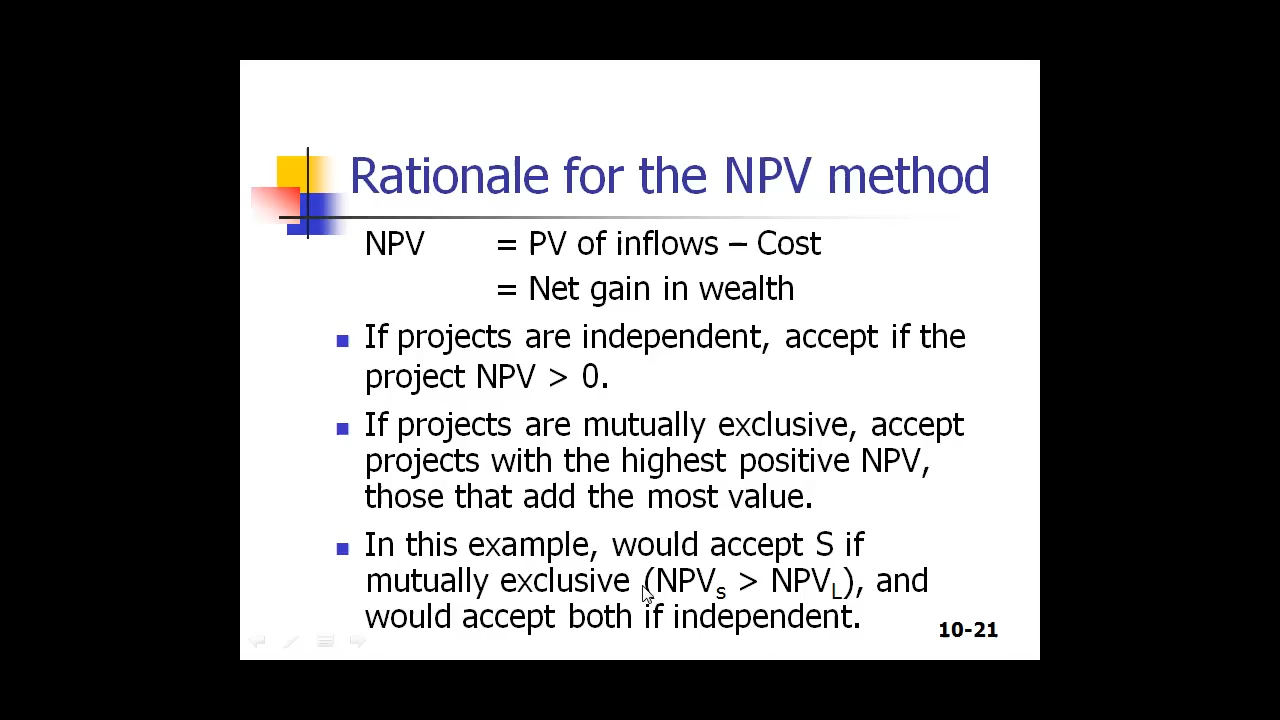 Rationale for the NPV method
NPV = PV of inflows – Cost
= Net gain in wealth
If projects are independent, accept if the
project NPV > 0.
If projects are mutually exclusive, accept
projects with the highest positive NPV,
those that add the most value.
In this example, would accept S if
mutually exclusive (NPVs > NPVL), and
would accept both if independent.
10-21